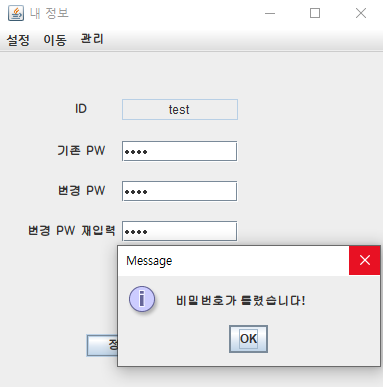 내 정보
설정 이동 관리
ID test
기존 PW ••••
변경 PW ••••
변경 PW 재입력 ••••
Message
비밀번호가 틀렸습니다!
OK